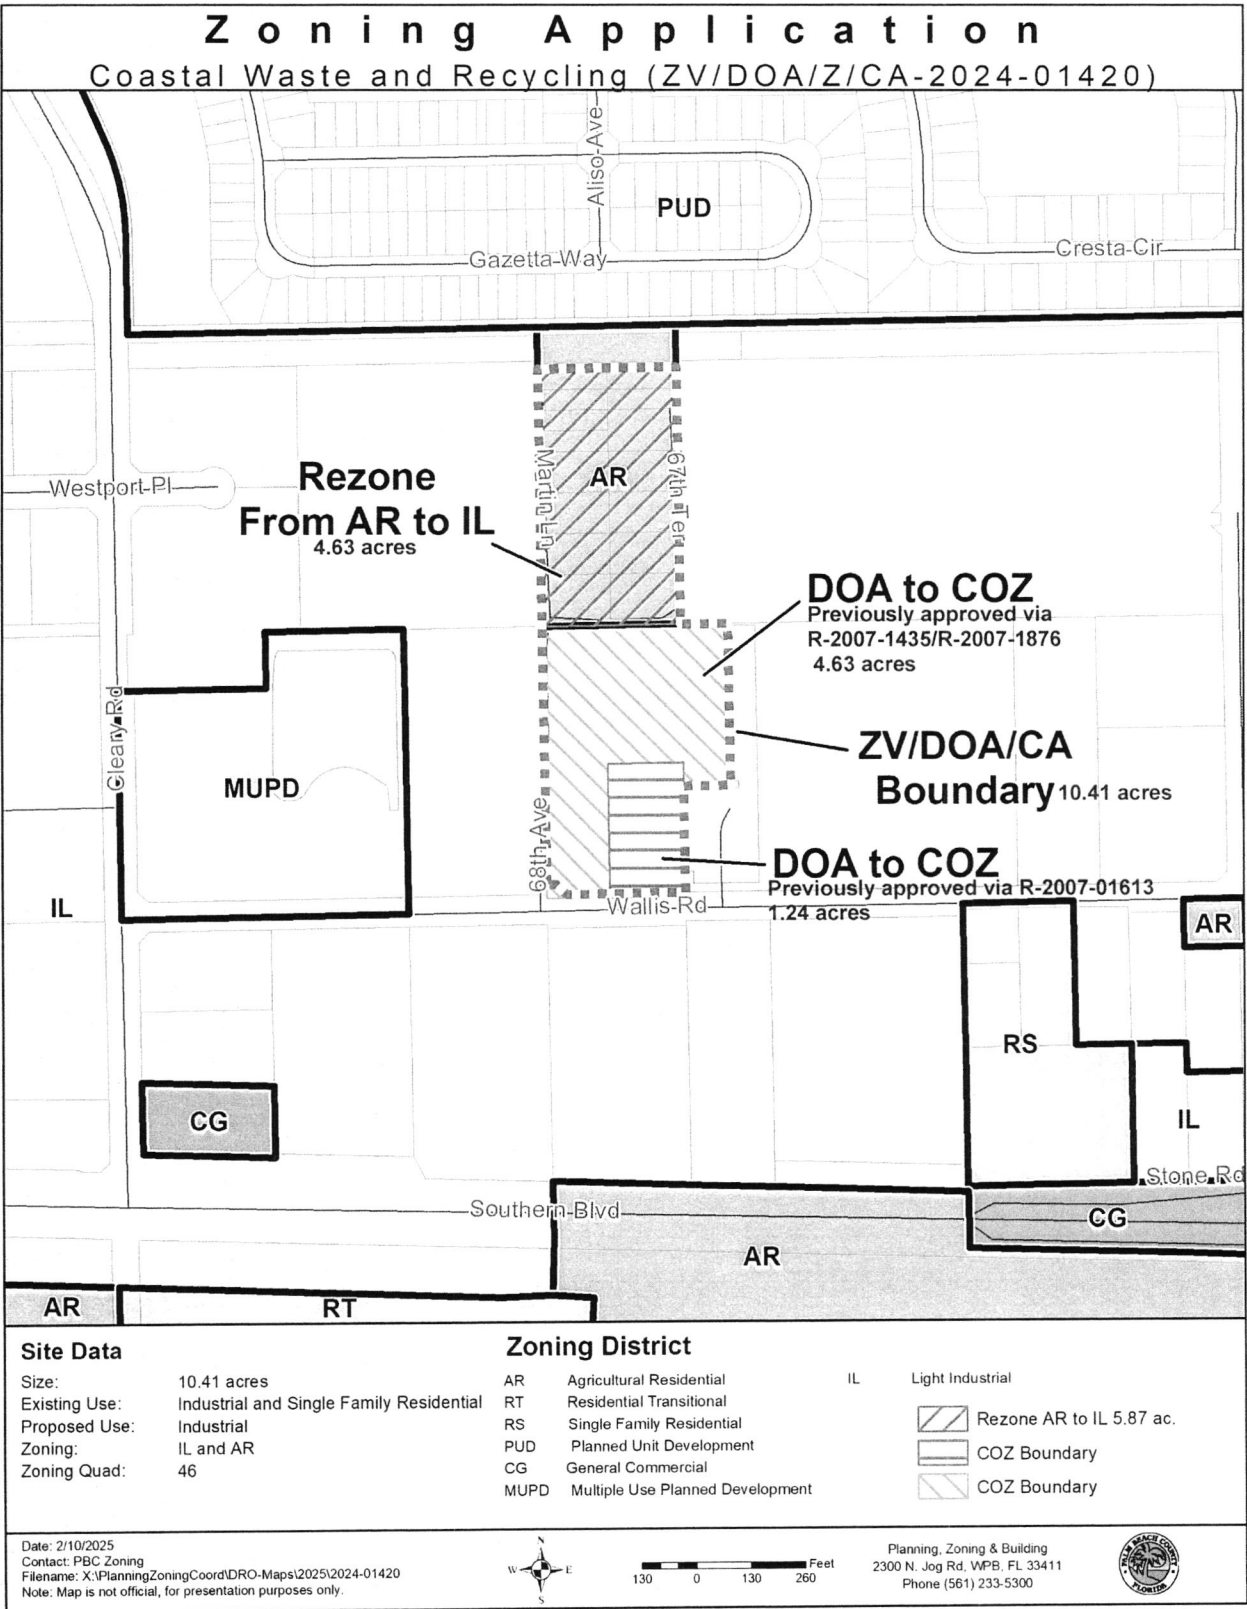 Zoning Application
Coastal Waste and Recycling (ZV/DOA/Z/CA-2024-01420)
Aliso Ave
PUD
Gazetta Way
Cresta Cir
Westport Pl
Rezone
From AR to IL
4.63 acres
Martin Ln
AR
67th Ter
DOA to COZ
Previously approved via
R-2007-1435/R-2007-1876
4.63 acres
Cleary Rd
MUPD
ZV/DOA/CA
Boundary 10.41 acres
68th Ave
DOA to COZ
Previously approved via R-2007-01613
1.24 acres
Wallis Rd
IL
AR
RS
CG
IL
Stone Rd
Southern Blvd
CG
AR
AR
RT
Site Data
Size: 10.41 acres
Existing Use: Industrial and Single Family Residential
Proposed Use: Industrial
Zoning: IL and AR
Zoning Quad: 46
Zoning District
AR Agricultural Residential
RT Residential Transitional
RS Single Family Residential
PUD Planned Unit Development
CG General Commercial
MUPD Multiple Use Planned Development
IL Light Industrial
Rezone AR to IL 5.87 ac.
COZ Boundary
COZ Boundary
Date: 2/10/2025
Contact: PBC Zoning
Filename: X:\PlanningZoningCoord\DRO-Maps\2025\2024-01420
Note: Map is not official, for presentation purposes only.
N
W E
S
Feet
130 0 130 260
Planning, Zoning & Building
2300 N. Jog Rd, WPB, FL 33411
Phone (561) 233-5300
PALM BEACH COUNTY
FLORIDA